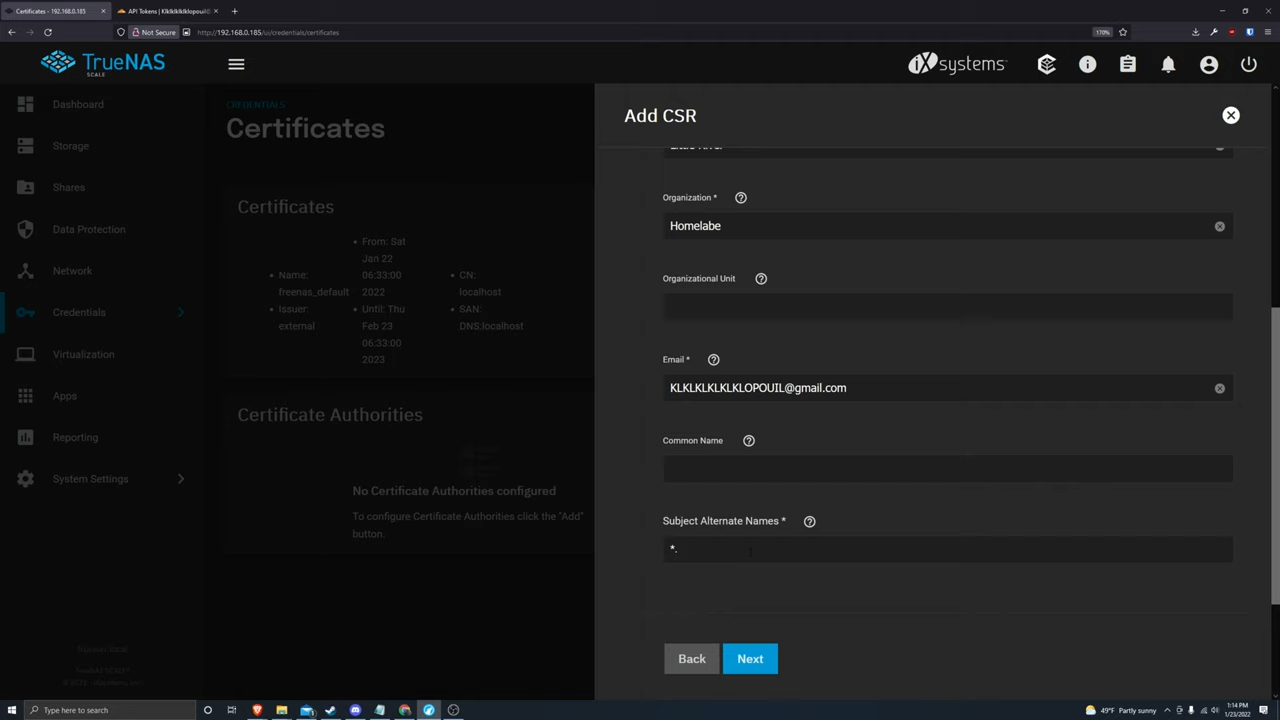 Certificates - 192.168.0.185
API Tokens | Klklklklklopouil@
Not Secure
http://192.168.0.185/ui/credentials/certificates
170%
TrueNAS
SCALE
iXsystems
Dashboard
Storage
Shares
Data Protection
Network
Credentials
Virtualization
Apps
Reporting
System Settings
CREDENTIALS
Certificates
Certificates
Name: freenas_default
Issuer: external
From: Sat
Jan 22
06:33:00
2022
Until: Thu
Feb 23
06:33:00
2023
CN:
localhost
SAN:
DNS:localhost
Certificate Authorities
No Certificate Authorities configured
To configure Certificate Authorities click the "Add"
button.
Add CSR
Organization *
Homelabe
Organizational Unit
Email *
KLKLKLKLKLKLOPOUIL@gmail.com
Common Name
Subject Alternate Names *
*.
Back
Next
Type here to search
49°F Partly sunny
1:14 PM
1/23/2022